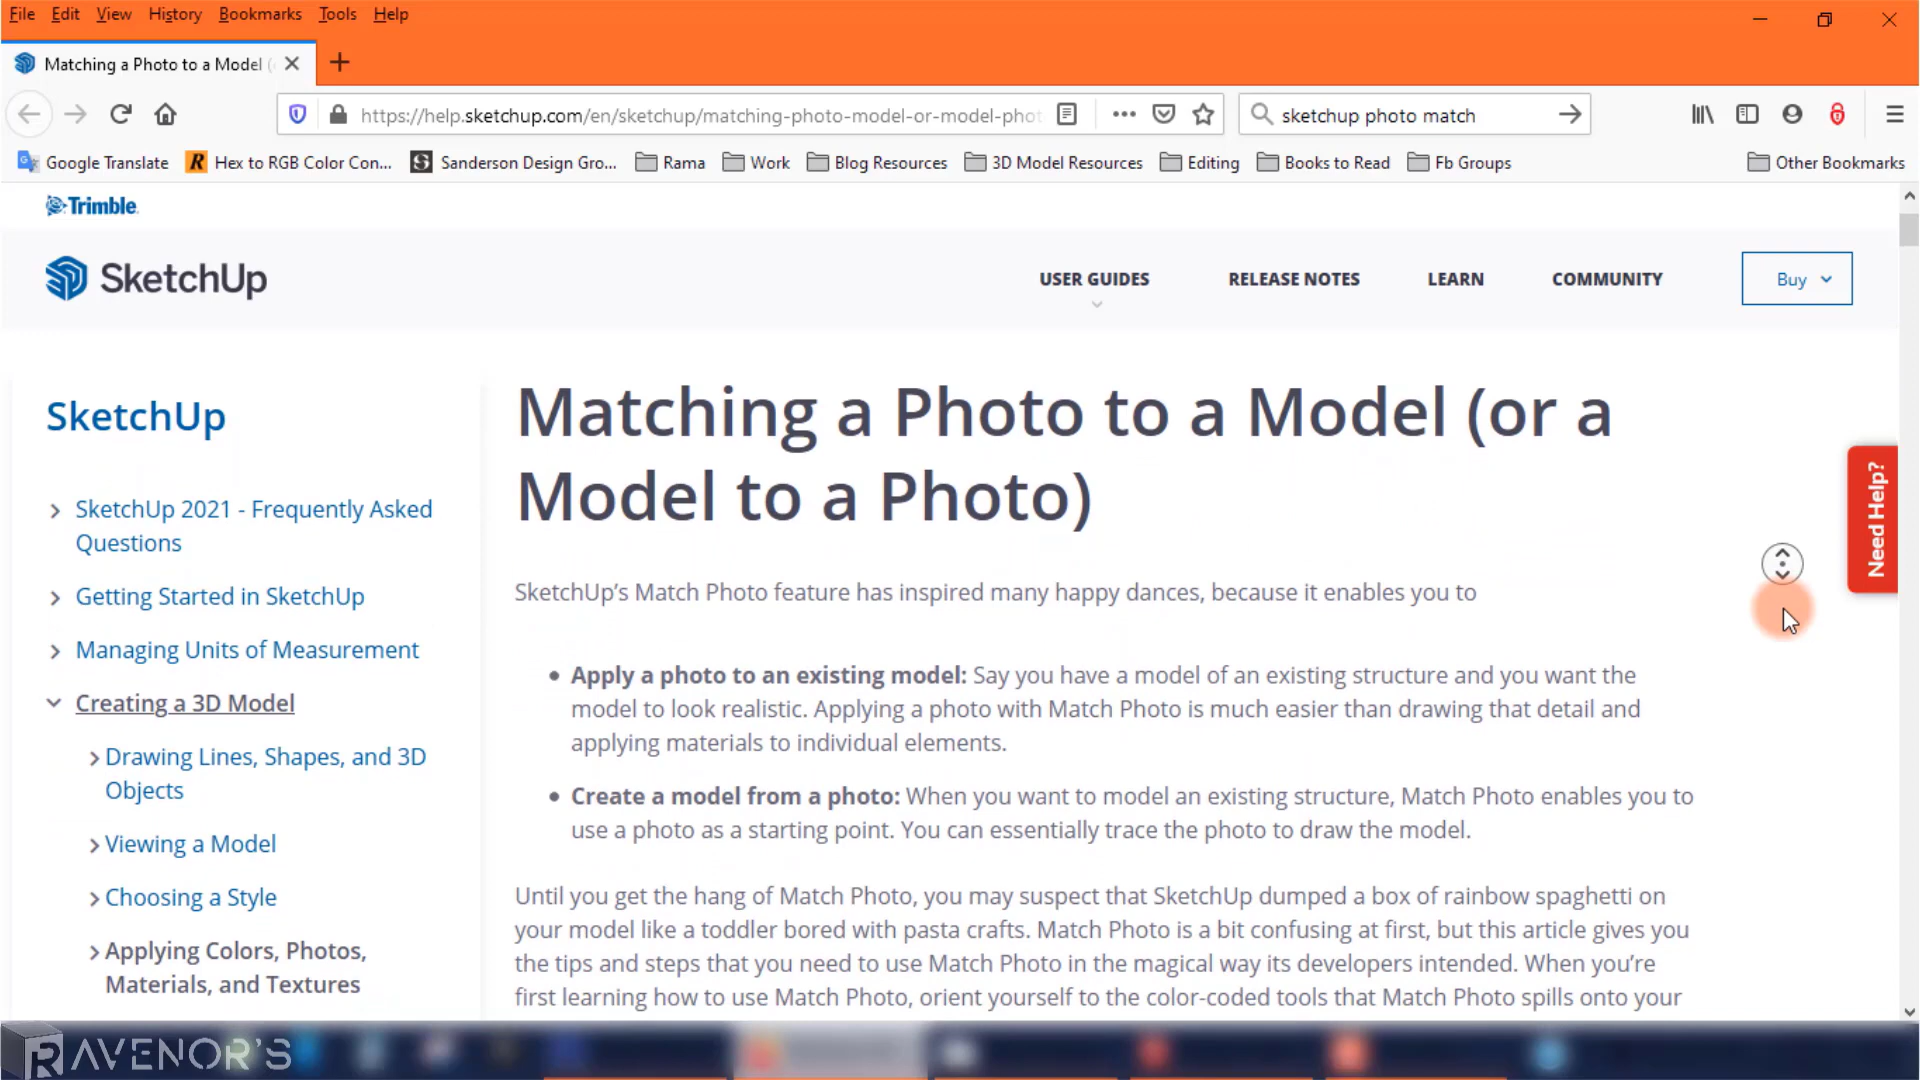 File Edit View History Bookmarks Tools Help
Matching a Photo to a Model (
https://help.sketchup.com/en/sketchup/matching-photo-model-or-model-phot
sketchup photo match
Google Translate Hex to RGB Color Con... Sanderson Design Gro... Rama Work Blog Resources 3D Model Resources Editing Books to Read Fb Groups Other Bookmarks
Trimble.
SketchUp USER GUIDES RELEASE NOTES LEARN COMMUNITY Buy
SketchUp
SketchUp 2021 - Frequently Asked
Questions
Getting Started in SketchUp
Managing Units of Measurement
Creating a 3D Model
Drawing Lines, Shapes, and 3D
Objects
Viewing a Model
Choosing a Style
Applying Colors, Photos,
Materials, and Textures
Matching a Photo to a Model (or a
Model to a Photo)
SketchUp’s Match Photo feature has inspired many happy dances, because it enables you to
• Apply a photo to an existing model: Say you have a model of an existing structure and you want the
model to look realistic. Applying a photo with Match Photo is much easier than drawing that detail and
applying materials to individual elements.
• Create a model from a photo: When you want to model an existing structure, Match Photo enables you to
use a photo as a starting point. You can essentially trace the photo to draw the model.
Until you get the hang of Match Photo, you may suspect that SketchUp dumped a box of rainbow spaghetti on
your model like a toddler bored with pasta crafts. Match Photo is a bit confusing at first, but this article gives you
the tips and steps that you need to use Match Photo in the magical way its developers intended. When you’re
first learning how to use Match Photo, orient yourself to the color-coded tools that Match Photo spills onto your
Need Help?
RAVENOR'S